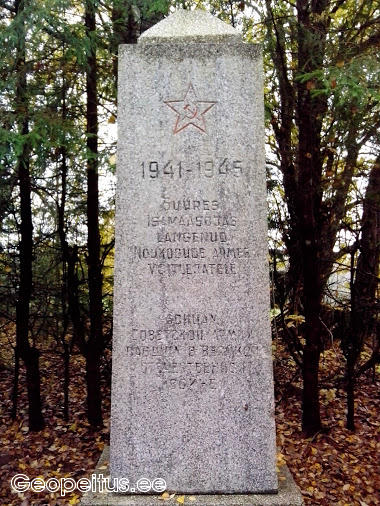 1941-1945
SUURES
ISAMAASÕJAS
LANGENUD
NÕUKOGUDE ARMEE
VÕITLEJATELE
ВОИНАМ
СОВЕТСКОЙ АРМИИ
ПАВШИМ В ВЕЛИКОЙ
ОТЕЧЕСТВЕННОЙ
ВОЙНЕ
Geopeitus.ee